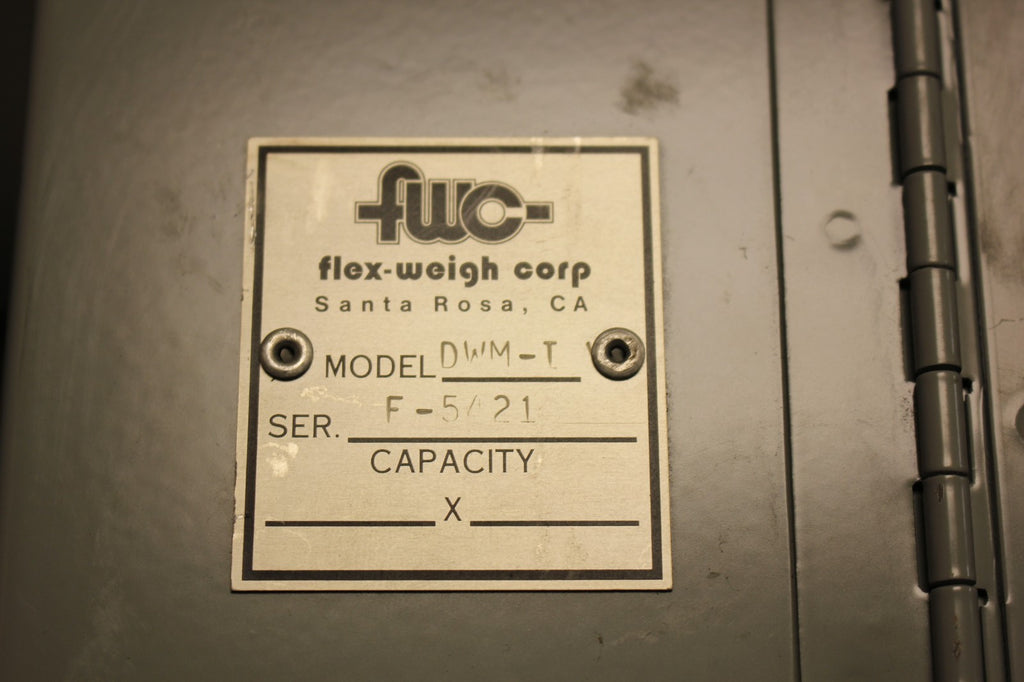 fwc
flex-weigh corp
Santa Rosa, CA
MODEL DWM-I
SER. F-5421
CAPACITY
X